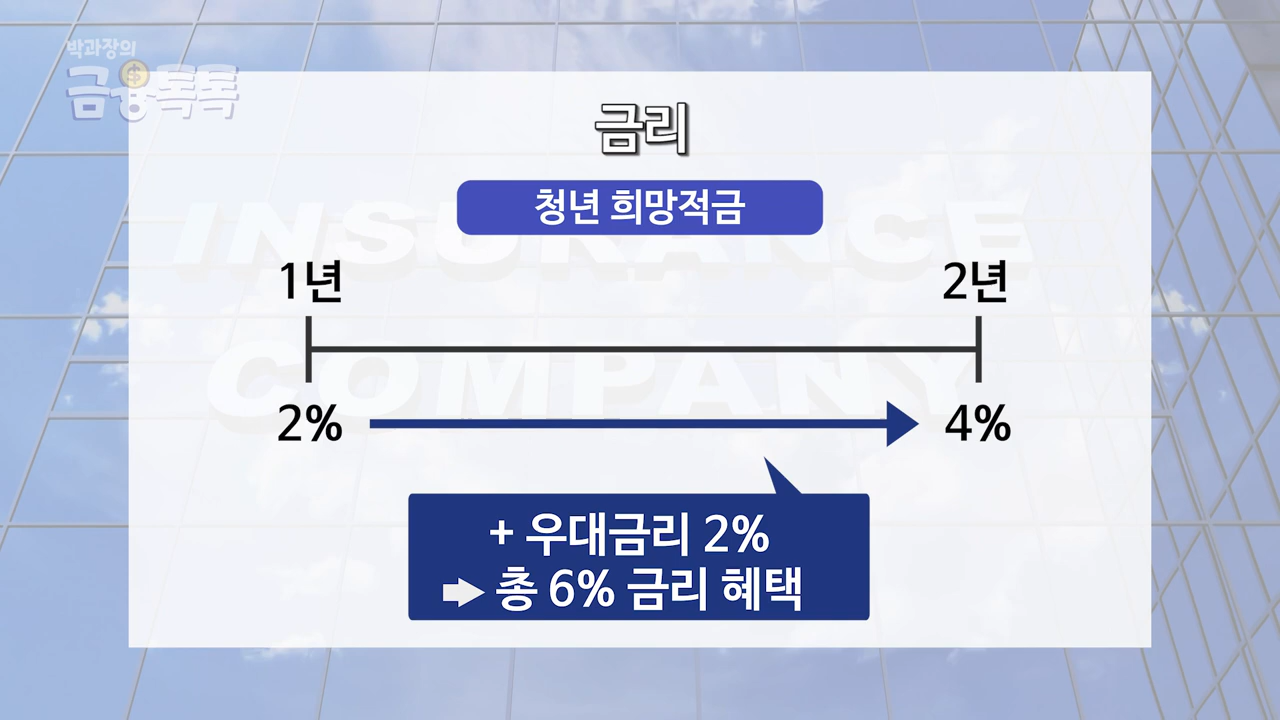 박과장의
금융톡톡
금리
청년 희망적금
INSURANCE
COMPANY
1년
2년
2%
4%
+ 우대금리 2%
총 6% 금리 혜택